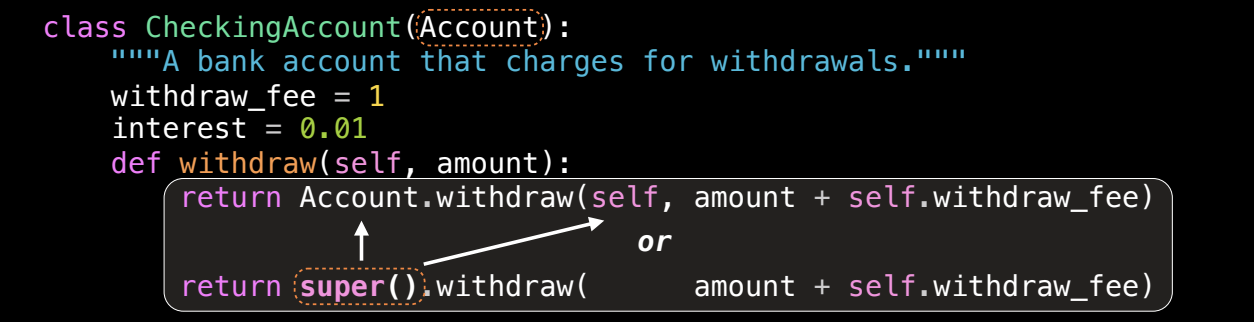 class CheckingAccount(Account):
    """A bank account that charges for withdrawals."""
    withdraw_fee = 1
    interest = 0.01
    def withdraw(self, amount):
        return Account.withdraw(self, amount + self.withdraw_fee)
        or
        return super().withdraw(      amount + self.withdraw_fee)